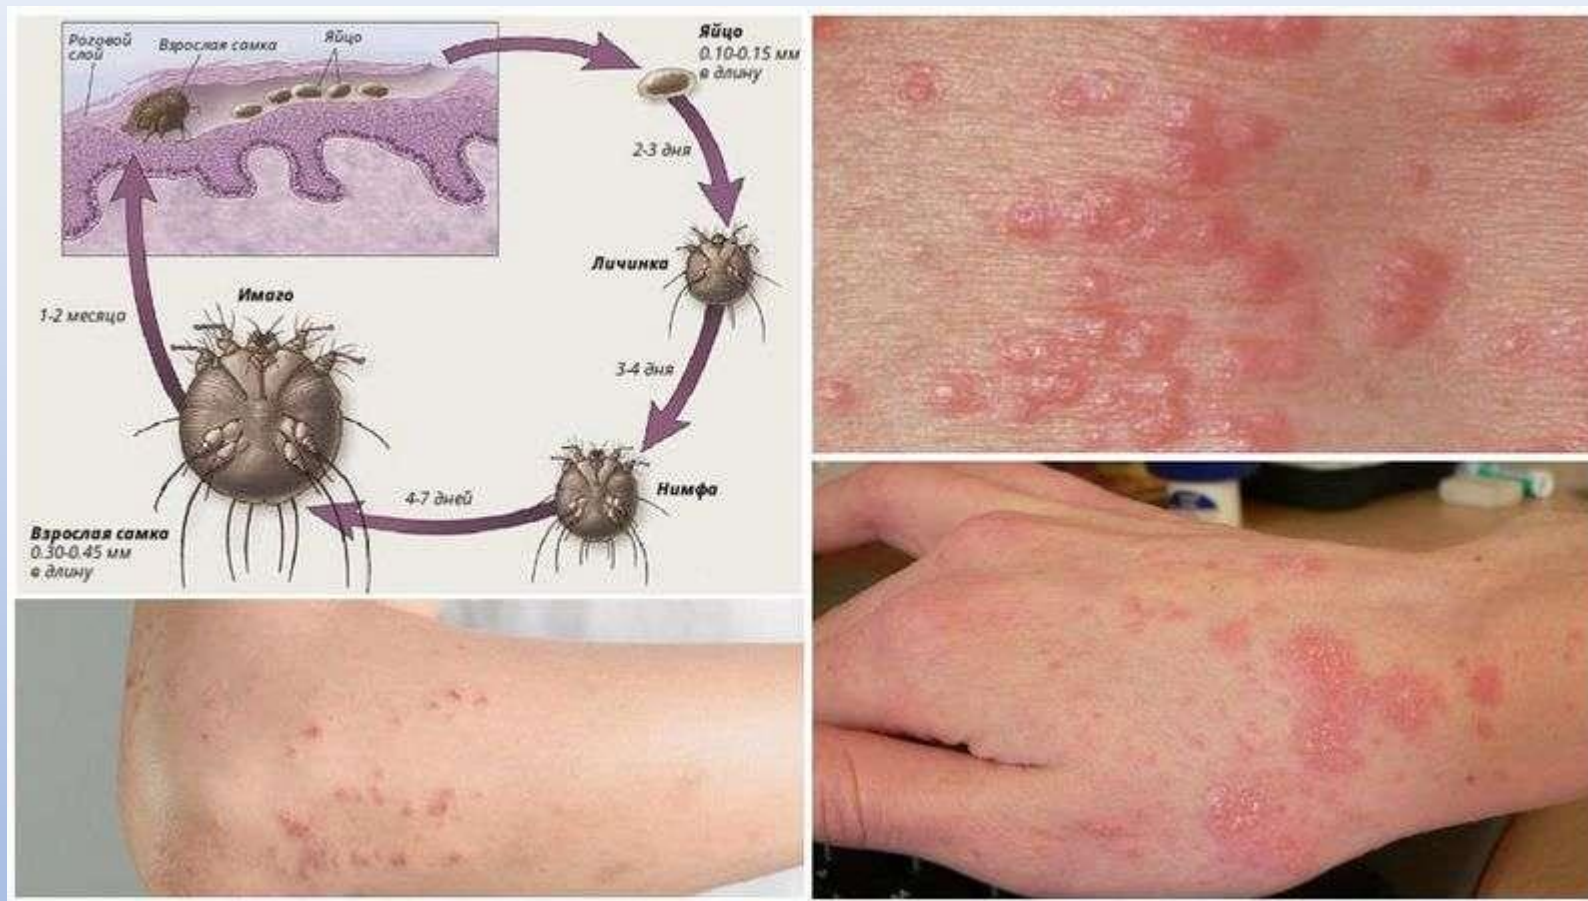 Роговой
слой
Взрослая самка
Яйцо
Яйцо
0.10-0.15 мм
в длину
2-3 дня
Личинка
3-4 дня
Нимфа
4-7 дней
Имаго
1-2 месяца
Взрослая самка
0.30-0.45 мм
в длину